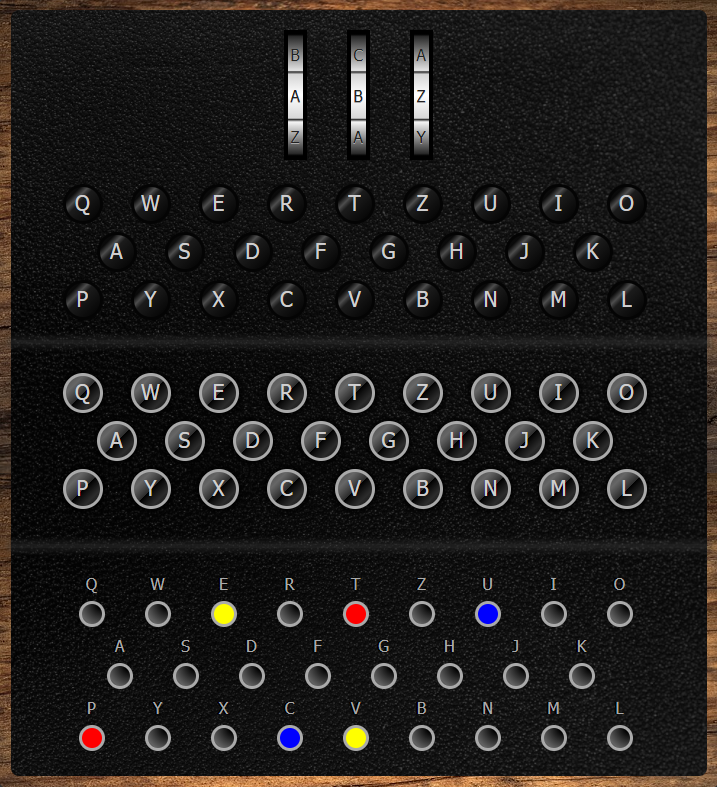 B C A
A B Z
Z A Y
Q W E R T Z U I O
A S D F G H J K
P Y X C V B N M L
Q W E R T Z U I O
A S D F G H J K
P Y X C V B N M L
Q W E R T Z U I O
A S D F G H J K
P Y X C V B N M L